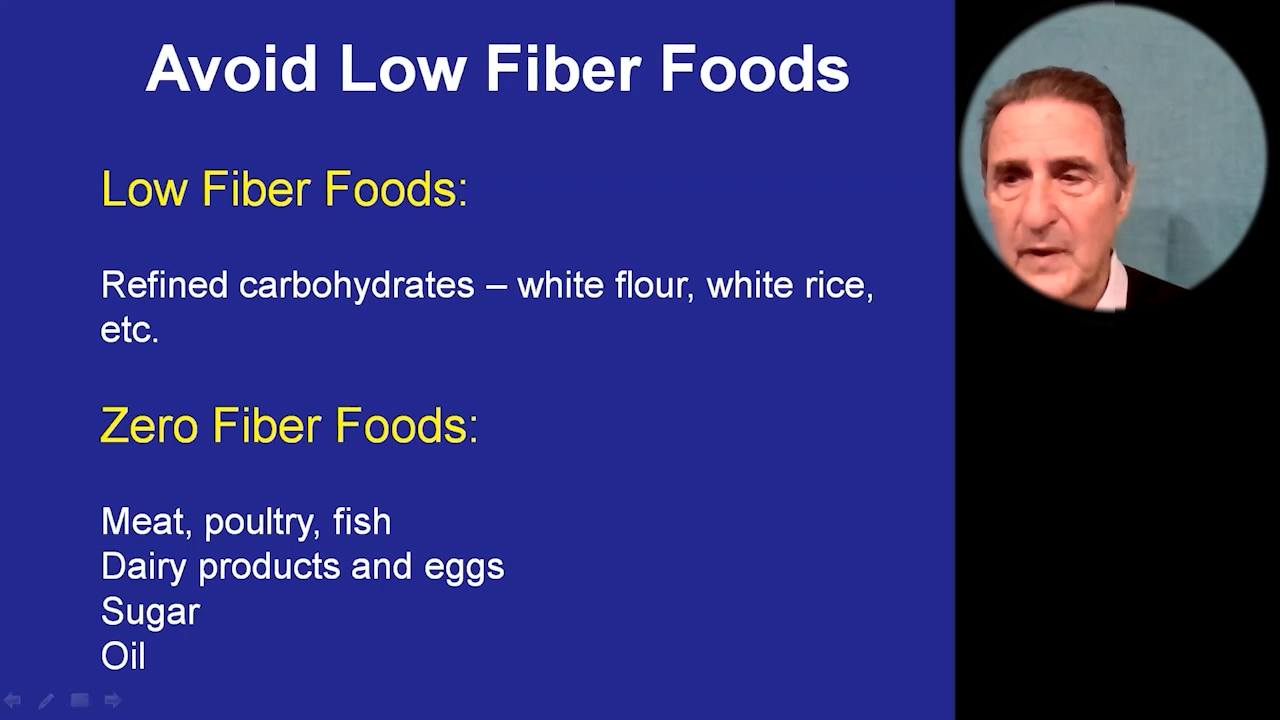 Avoid Low Fiber Foods
Low Fiber Foods:
Refined carbohydrates – white flour, white rice,
etc.
Zero Fiber Foods:
Meat, poultry, fish
Dairy products and eggs
Sugar
Oil